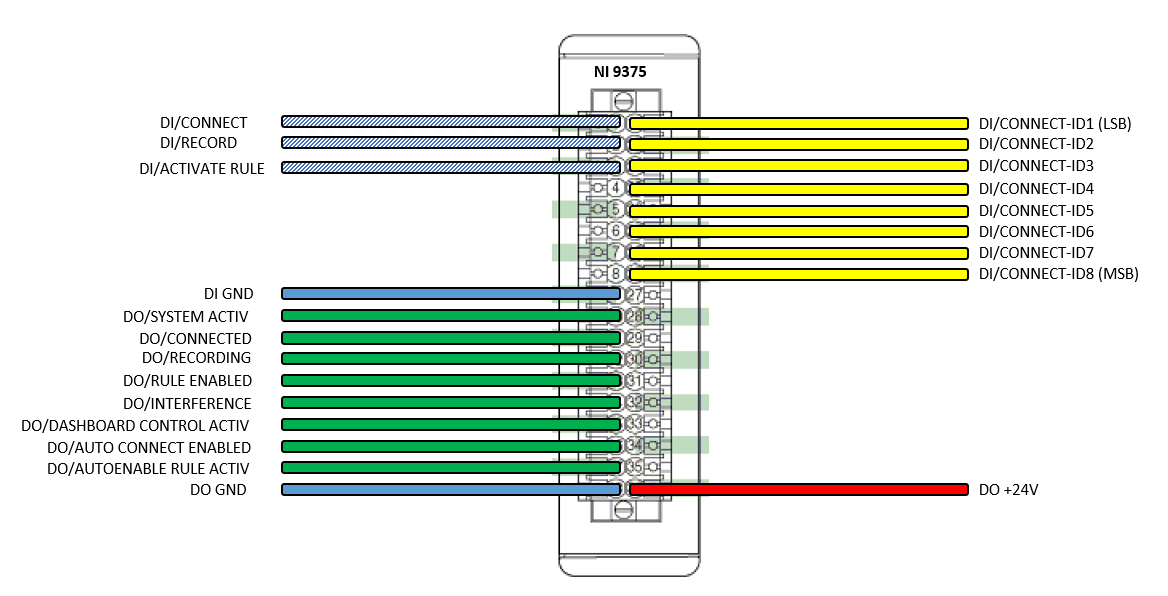 NI 9375
DI/CONNECT
DI/CONNECT-ID1 (LSB)
DI/RECORD
DI/CONNECT-ID2
DI/ACTIVATE RULE
DI/CONNECT-ID3
4
DI/CONNECT-ID4
5
DI/CONNECT-ID5
6
DI/CONNECT-ID6
7
DI/CONNECT-ID7
8
DI/CONNECT-ID8 (MSB)
DI GND
27
DO/SYSTEM ACTIV
28
DO/CONNECTED
29
DO/RECORDING
30
DO/RULE ENABLED
31
DO/INTERFERENCE
32
DO/DASHBOARD CONTROL ACTIV
33
DO/AUTO CONNECT ENABLED
34
DO/AUTOENABLE RULE ACTIV
35
DO GND
DO +24V